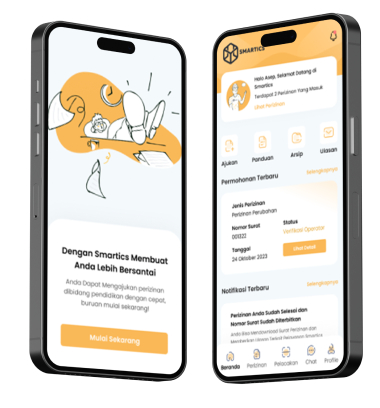 Dengan Smartics Membuat
Anda Lebih Bersantai
Anda Dapat Mengajukan perizinan
dibidang pendidikan dengan cepat,
buruan mulai sekarang!
Mulai Sekarang
SMARTICS
Halo Asep, Selamat Datang di
Smartics
Terdapat 3 Perizinan Yang Masuk
Lihat Perizinan
Ajukan Panduan Arsip Ulasan
Permohonan Terbaru Selengkapnya
Jenis Perizinan
Perizinan Perubahan
Nomor Surat Status
001322 Verifikasi Operator
Tanggal
24 Oktober 2023 Lihat Detail
Notifikasi Terbaru Selengkapnya
Perizinan Anda Sudah Selesai dan
Nomor Surat Sudah Diterbitkan
Anda Bisa Mendownload Surat Perizinan dan
Memberikan Ulasan Terkait Pengajuan Smartics
Beranda Perizinan Pelacakan Chat Profile